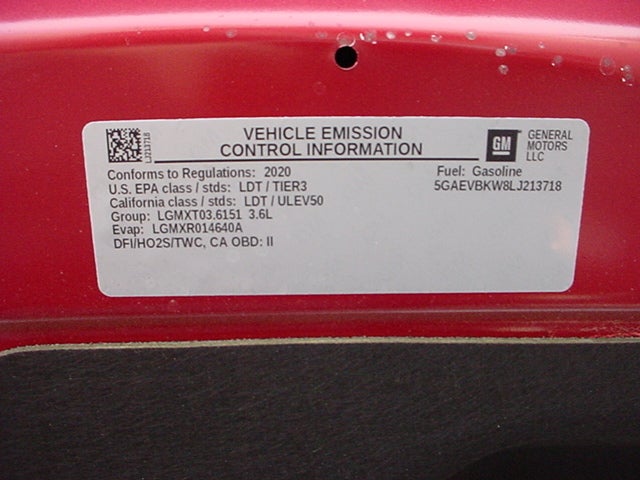 VEHICLE EMISSION
CONTROL INFORMATION
LJ213718
GM
GENERAL
MOTORS
LLC
Conforms to Regulations: 2020
U.S. EPA class / stds: LDT / TIER3
California class / stds: LDT / ULEV50
Group: LGMXT03.6151 3.6L
Evap: LGMXR014640A
DFI/HO2S/TWC, CA OBD: II
Fuel: Gasoline
5GAEVBKW8LJ213718